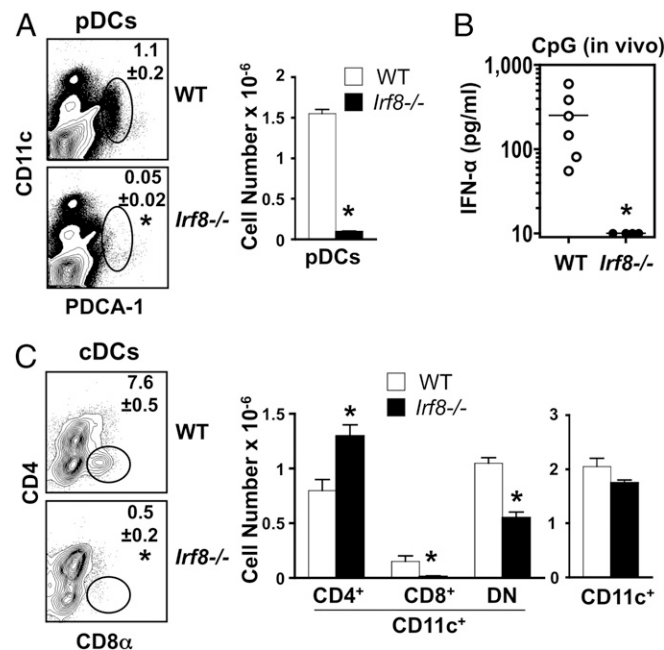 A
pDCs
1.1
±0.2
WT
CD11c
0.05
±0.02
*
Irf8-/-
PDCA-1
WT
Irf8-/-
Cell Number x 10-6
2
1.5
1
0.5
0
*
pDCs
B
CpG (in vivo)
IFN-α (pg/ml)
1,000
100
10
*
WT Irf8-/-
C
cDCs
7.6
±0.5
WT
CD4
0.5
±0.2
*
Irf8-/-
CD8α
WT
Irf8-/-
Cell Number x 10-6
1.5
1
0.5
0
*
*
*
CD4+ CD8+ DN
CD11c+
3
2
1
0
CD11c+